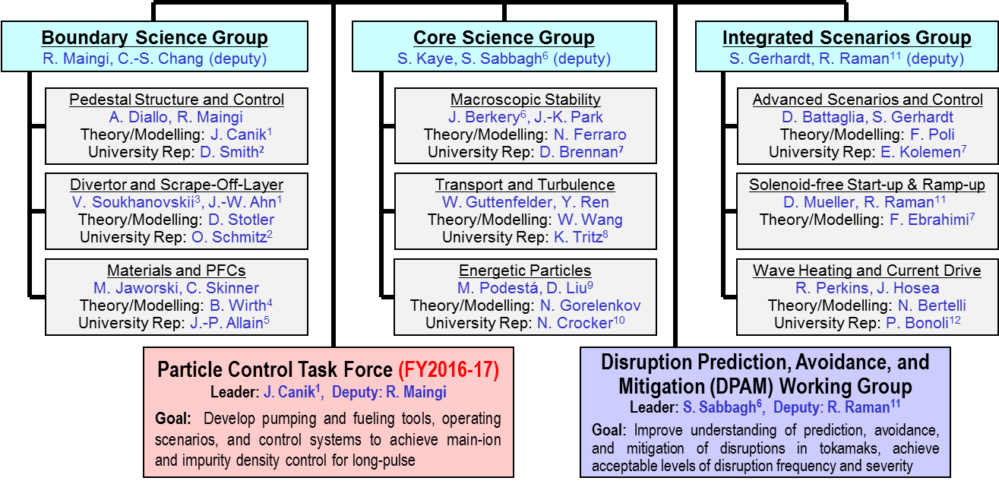 Boundary Science Group
R. Maingi, C.-S. Chang (deputy)
Pedestal Structure and Control
A. Diallo, R. Maingi
Theory/Modelling: J. Canik¹
University Rep: D. Smith²
Divertor and Scrape-Off-Layer
V. Soukhanovskii³, J.-W. Ahn¹
Theory/Modelling: D. Stotler
University Rep: O. Schmitz²
Materials and PFCs
M. Jaworski, C. Skinner
Theory/Modelling: B. Wirth⁴
University Rep: J.-P. Allain⁵
Core Science Group
S. Kaye, S. Sabbagh⁶ (deputy)
Macroscopic Stability
J. Berkery⁶, J.-K. Park
Theory/Modelling: N. Ferraro
University Rep: D. Brennan⁷
Transport and Turbulence
W. Guttenfelder, Y. Ren
Theory/Modelling: W. Wang
University Rep: K. Tritz⁸
Energetic Particles
M. Podestá, D. Liu⁹
Theory/Modelling: N. Gorelenkov
University Rep: N. Crocker¹⁰
Integrated Scenarios Group
S. Gerhardt, R. Raman¹¹ (deputy)
Advanced Scenarios and Control
D. Battaglia, S. Gerhardt
Theory/Modelling: F. Poli
University Rep: E. Kolemen⁷
Solenoid-free Start-up & Ramp-up
D. Mueller, R. Raman¹¹
Theory/Modelling: F. Ebrahimi⁷
Wave Heating and Current Drive
R. Perkins, J. Hosea
Theory/Modelling: N. Bertelli
University Rep: P. Bonoli¹²
Particle Control Task Force (FY2016-17)
Leader: J. Canik¹, Deputy: R. Maingi
Goal: Develop pumping and fueling tools, operating
scenarios, and control systems to achieve main-ion
and impurity density control for long-pulse
Disruption Prediction, Avoidance, and
Mitigation (DPAM) Working Group
Leader: S. Sabbagh⁶, Deputy: R. Raman¹¹
Goal: Improve understanding of prediction, avoidance,
and mitigation of disruptions in tokamaks, achieve
acceptable levels of disruption frequency and severity